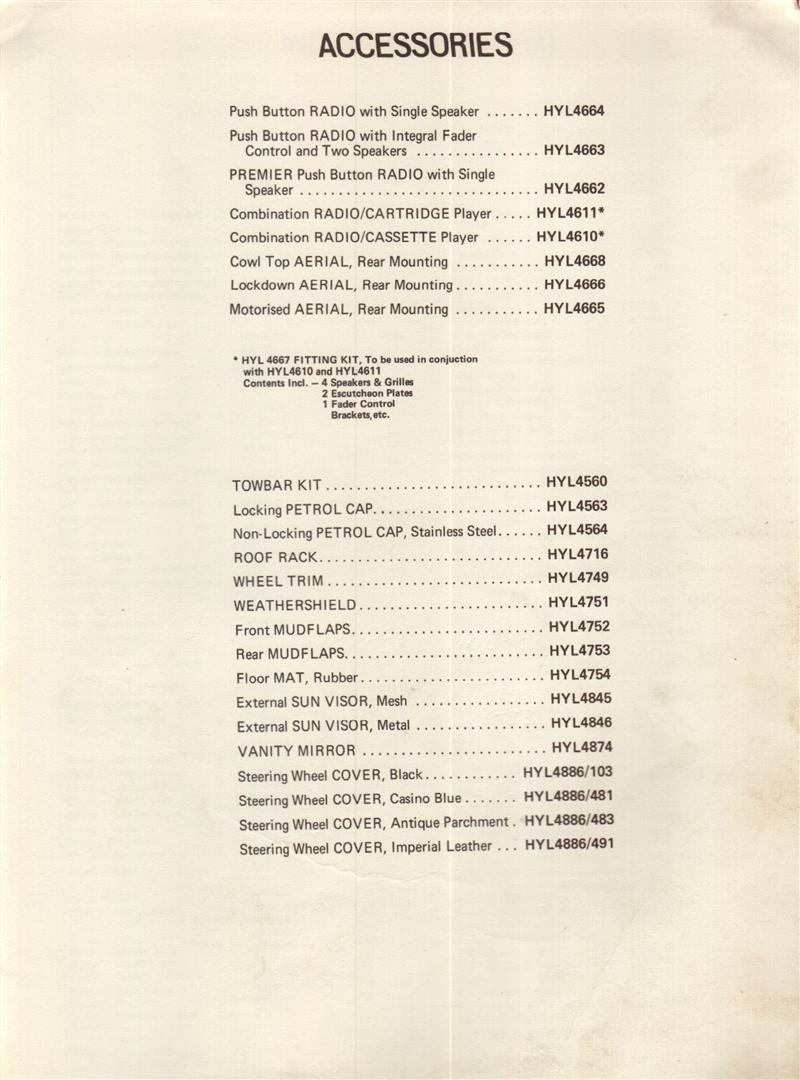 ACCESSORIES
Push Button RADIO with Single Speaker ....... HYL4664
Push Button RADIO with Integral Fader
Control and Two Speakers ................ HYL4663
PREMIER Push Button RADIO with Single
Speaker ............................... HYL4662
Combination RADIO/CARTRIDGE Player ..... HYL4611*
Combination RADIO/CASSETTE Player ...... HYL4610*
Cowl Top AERIAL, Rear Mounting ........... HYL4668
Lockdown AERIAL, Rear Mounting ........... HYL4666
Motorised AERIAL, Rear Mounting ........... HYL4665
* HYL 4667 FITTING KIT, To be used in conjuction
with HYL4610 and HYL4611
Contents Incl. — 4 Speakers & Grilles
2 Escutcheon Plates
1 Fader Control
Brackets,etc.
TOWBAR KIT ............................ HYL4560
Locking PETROL CAP...................... HYL4563
Non-Locking PETROL CAP, Stainless Steel...... HYL4564
ROOF RACK............................. HYL4716
WHEEL TRIM ............................ HYL4749
WEATHERSHIELD ........................ HYL4751
Front MUDFLAPS......................... HYL4752
Rear MUDFLAPS.......................... HYL4753
Floor MAT, Rubber ........................ HYL4754
External SUN VISOR, Mesh ................. HYL4845
External SUN VISOR, Metal ................. HYL4846
VANITY MIRROR ........................ HYL4874
Steering Wheel COVER, Black ............ HYL4886/103
Steering Wheel COVER, Casino Blue ....... HYL4886/481
Steering Wheel COVER, Antique Parchment . HYL4886/483
Steering Wheel COVER, Imperial Leather ... HYL4886/491